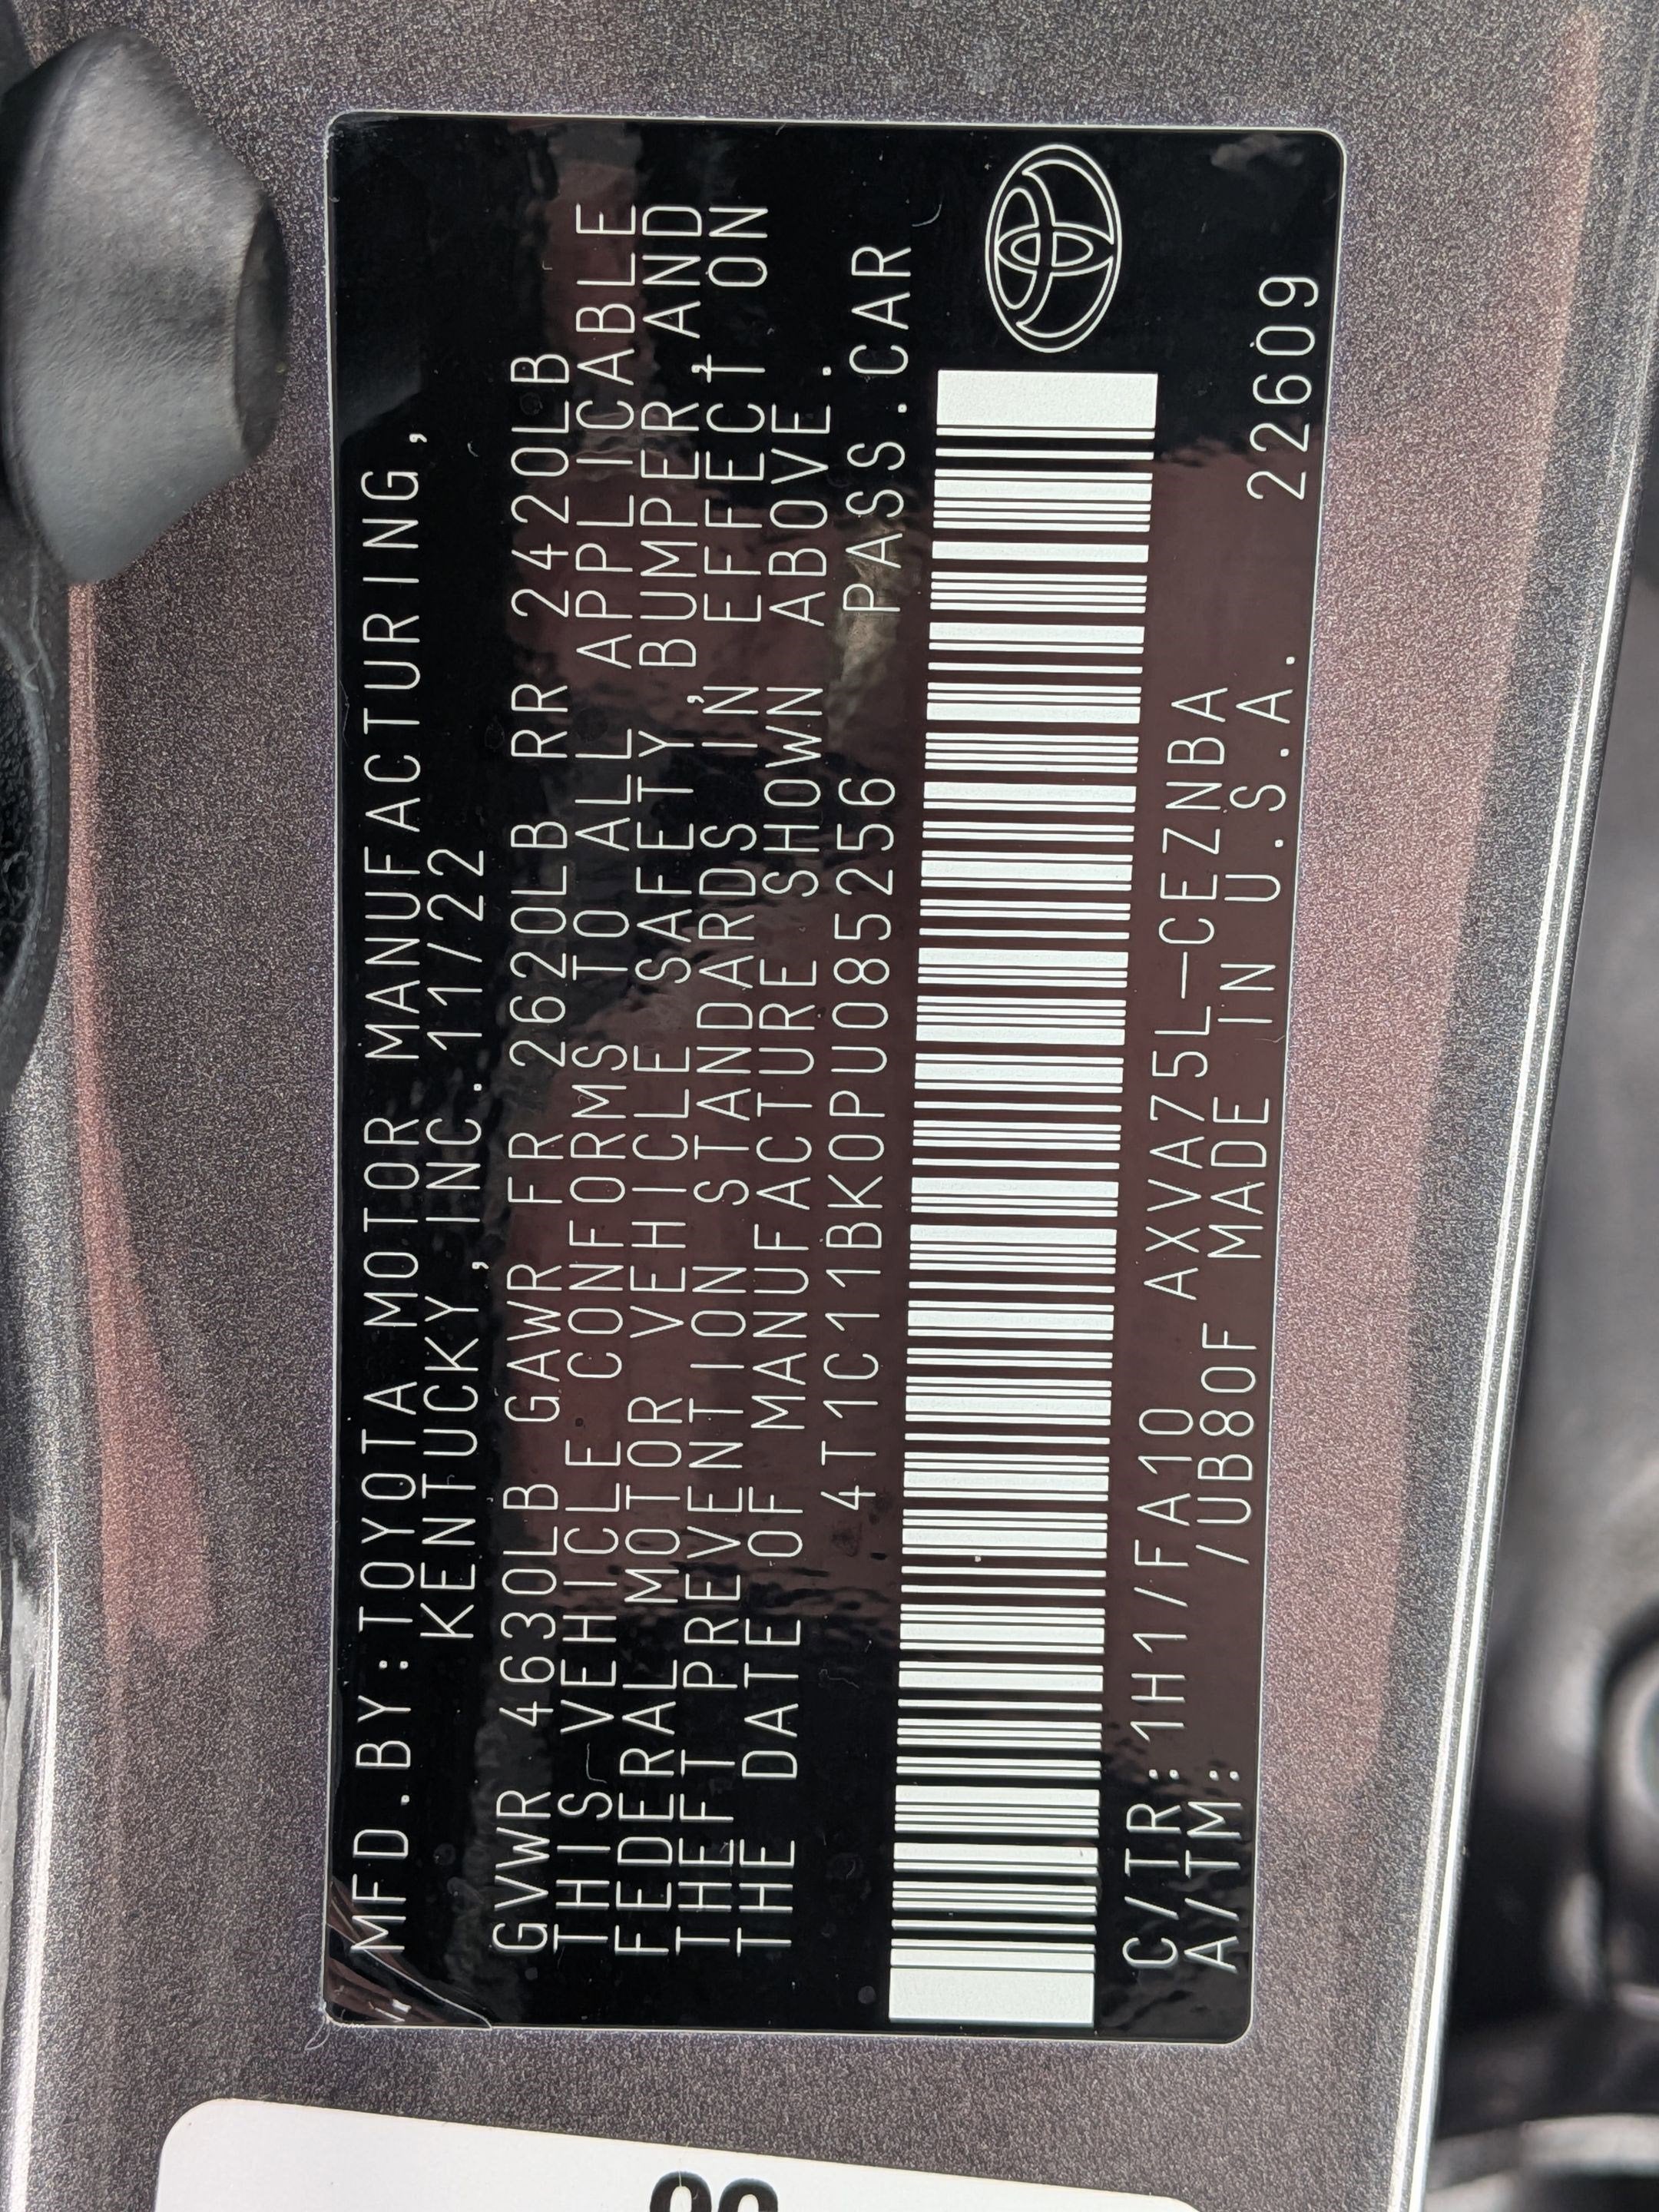 MFD.BY:TOYOTA MOTOR MANUFACTURING,
KENTUCKY,INC. 11/22
GVWR 4630LB GAWR FR 2620LB RR 2420LB
THIS VEHICLE CONFORMS TO ALL APPLICABLE
FEDERAL MOTOR VEHICLE SAFETY, BUMPER, AND
THEFT PREVENTION STANDARDS IN EFFECT ON
THE DATE OF MANUFACTURE SHOWN ABOVE.
4T1C11BK0PU085256 PASS.CAR
C/TR: 1H1/FA10 AXVA75L-CEZNBA
A/TM: /UB80F MADE IN U.S.A. 22609